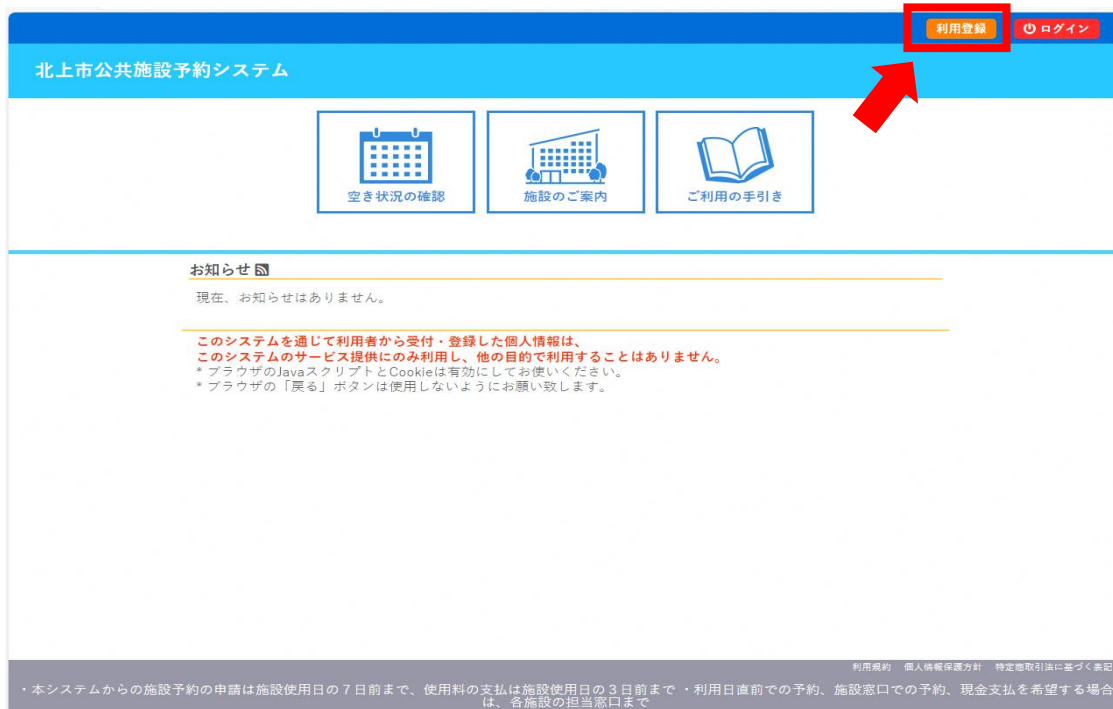 利用登録 ログイン
北上市公共施設予約システム
空き状況の確認 施設のご案内 ご利用の手引き
お知らせ
現在、お知らせはありません。
このシステムを通じて利用者から受付・登録した個人情報は、
このシステムのサービス提供にのみ利用し、他の目的で利用することはありません。
* ブラウザのJavaスクリプトとCookieは有効にしてお使いください。
* ブラウザの「戻る」ボタンは使用しないようにお願い致します。
利用規約 個人情報保護方針 特定商取引法に基づく表記
・本システムからの施設予約の申請は施設使用日の7日前まで、使用料の支払は施設使用日の3日前まで ・利用日直前での予約、施設窓口での予約、現金支払を希望する場合
は、各施設の担当窓口まで